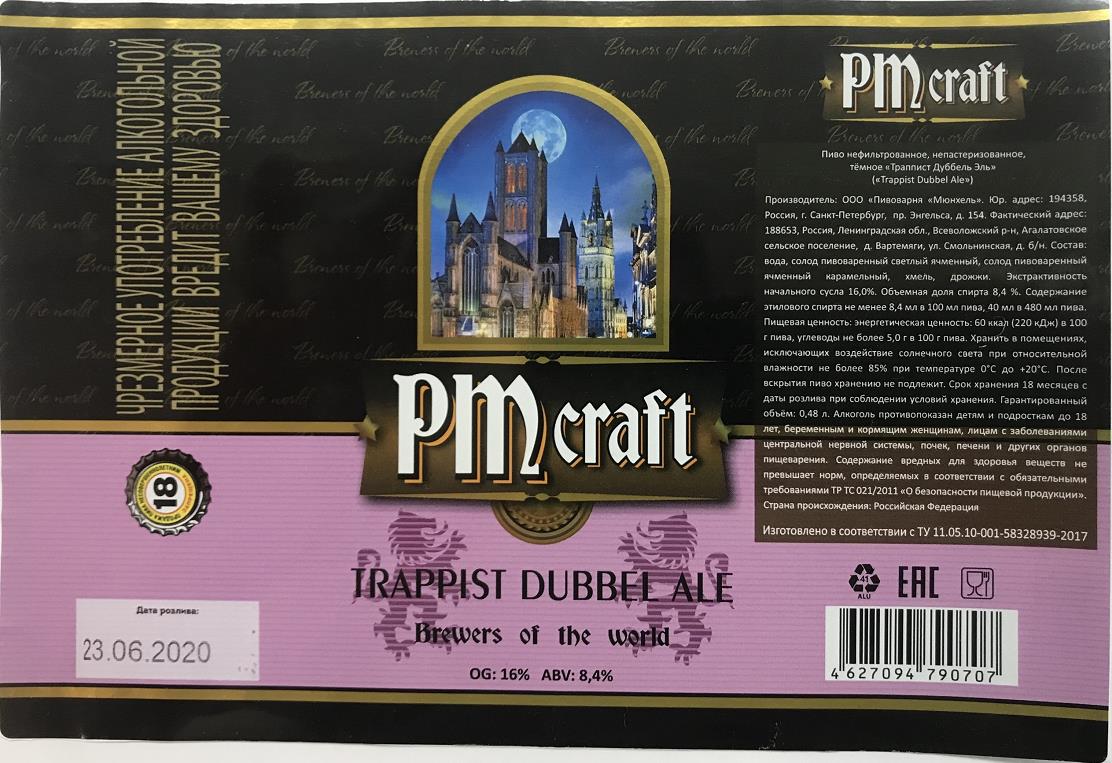 ЧРЕЗМЕРНОЕ УПОТРЕБЛЕНИЕ АЛКОГОЛЬНОЙ
ПРОДУКЦИИ ВРЕДИТ ВАШЕМУ ЗДОРОВЬЮ
Brewers of the world
18
Дата розлива:
23.06.2020
PM craft
TRAPPIST DUBBEL ALE
Brewers of the world
OG: 16% ABV: 8,4%
PM craft
Пиво нефильтрованное, непастеризованное,
тёмное «Траппист Дуббель Эль»
(«Trappist Dubbel Ale»)
Производитель: ООО «Пивоварня «Мюнхель». Юр. адрес: 194358,
Россия, г. Санкт-Петербург, пр. Энгельса, д. 154. Фактический адрес:
188653, Россия, Ленинградская обл., Всеволожский р-н, Агалатовское
сельское поселение, д. Вартемяги, ул. Смольнинская, д. б/н. Состав:
вода, солод пивоваренный светлый ячменный, солод пивоваренный
ячменный карамельный, хмель, дрожжи. Экстрактивность
начального сусла 16,0%. Объемная доля спирта 8,4 %. Содержание
этилового спирта не менее 8,4 мл в 100 мл пива, 40 мл в 480 мл пива.
Пищевая ценность: энергетическая ценность: 60 ккал (220 кДж) в 100
г пива, углеводы не более 5,0 г в 100 г пива. Хранить в помещениях,
исключающих воздействие солнечного света при относительной
влажности не более 85% при температуре 0°С до +20°С. После
вскрытия пиво хранению не подлежит. Срок хранения 18 месяцев с
даты розлива при соблюдении условий хранения. Гарантированный
объём: 0,48 л. Алкоголь противопоказан детям и подросткам до 18
лет, беременным и кормящим женщинам, лицам с заболеваниями
центральной нервной системы, почек, печени и других органов
пищеварения. Содержание вредных для здоровья веществ не
превышает норм, определяемых в соответствии с обязательными
требованиями ТР ТС 021/2011 «О безопасности пищевой продукции».
Страна происхождения: Российская Федерация
Изготовлено в соответствии с ТУ 11.05.10-001-58328939-2017
41
ALU
EAC
4 627094 790707